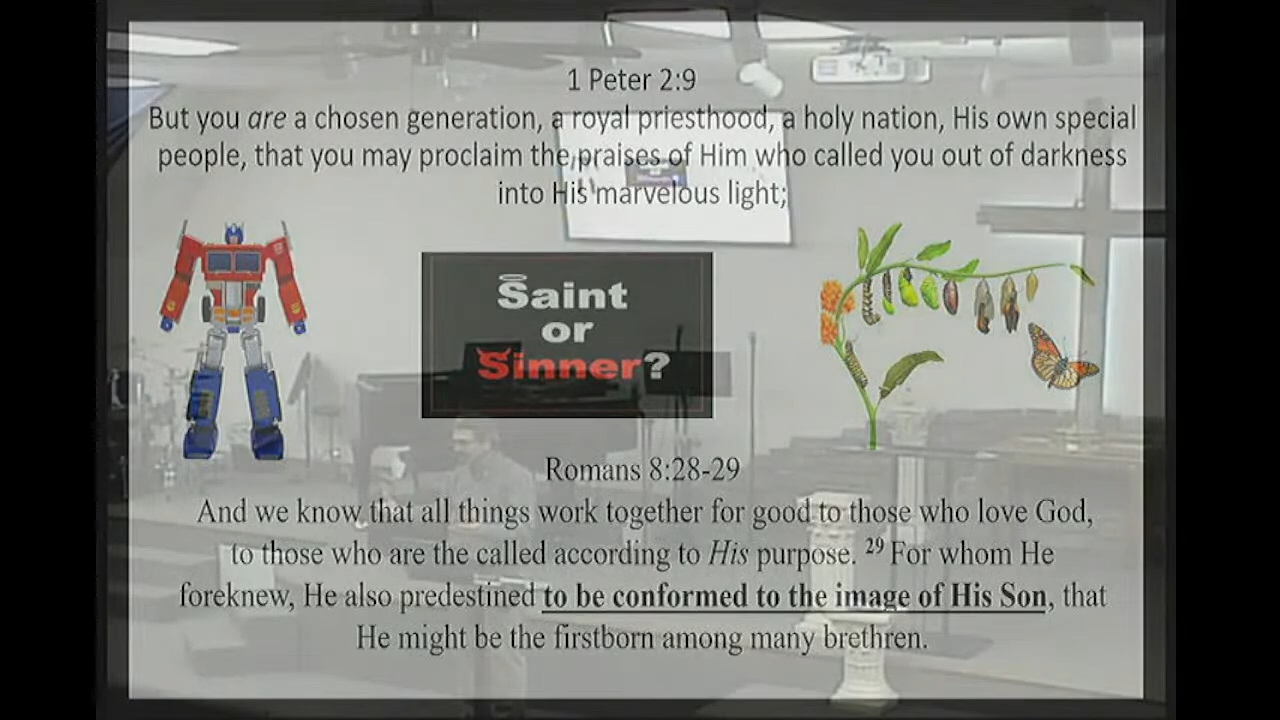 1 Peter 2:9
But you are a chosen generation, a royal priesthood, a holy nation, His own special
people, that you may proclaim the praises of Him who called you out of darkness
into His marvelous light;
Saint
or
Sinner?
Romans 8:28-29
And we know that all things work together for good to those who love God,
to those who are the called according to His purpose. 29 For whom He
foreknew, He also predestined to be conformed to the image of His Son, that
He might be the firstborn among many brethren.